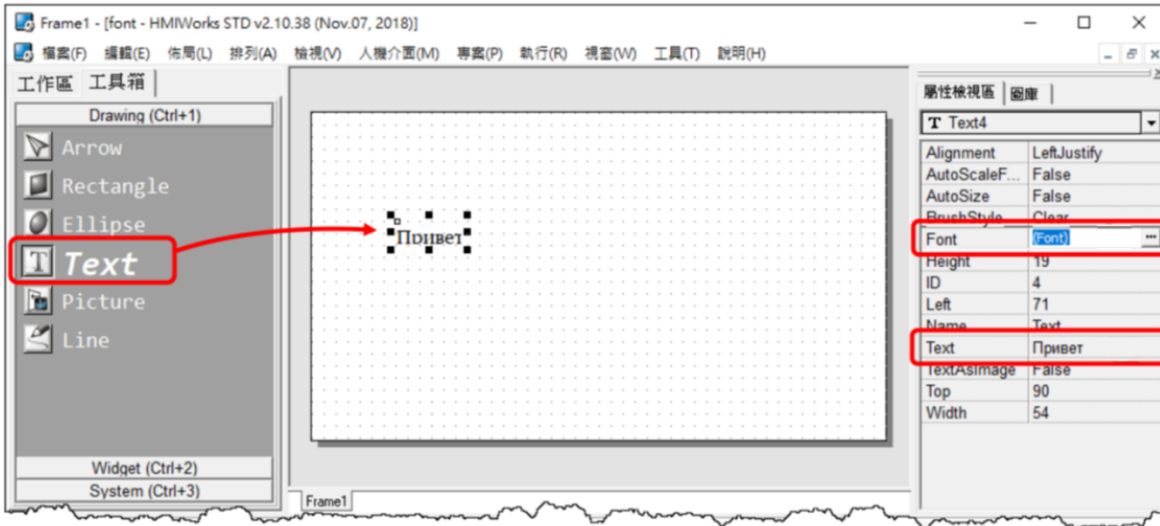 Frame1 - [font - HMIWorks STD v2.10.38 (Nov.07, 2018)]
檔案(F) 編輯(E) 佈局(L) 排列(A) 檢視(V) 人機介面(M) 專案(P) 執行(R) 視窗(W) 工具(T) 說明(H)
工作區 工具箱
Drawing (Ctrl+1)
Arrow
Rectangle
Ellipse
Text
Picture
Line
Widget (Ctrl+2)
System (Ctrl+3)
Привет
Frame1
屬性檢視區 圖庫
T Text4
Alignment LeftJustify
AutoScaleF... False
AutoSize False
BrushStyle Clear
Font (Font) ...
Height 19
ID 4
Left 71
Name Text
Text Привет
TextAsImage False
Top 90
Width 54